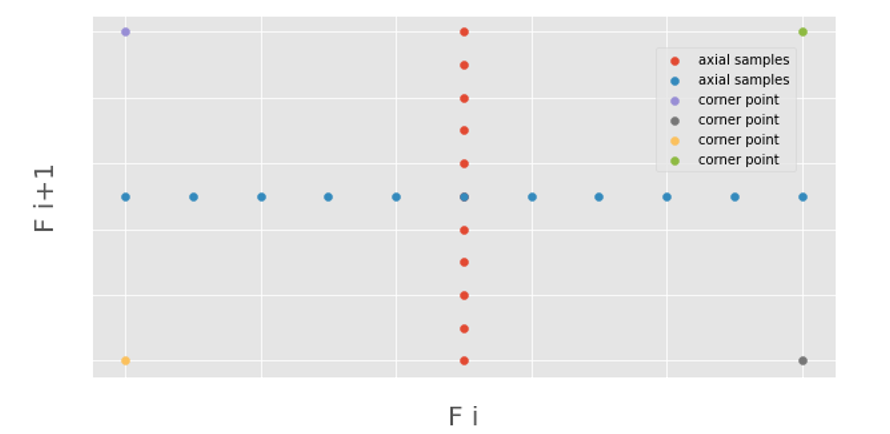 axial samples
axial samples
corner point
corner point
corner point
corner point
F i+1
F i